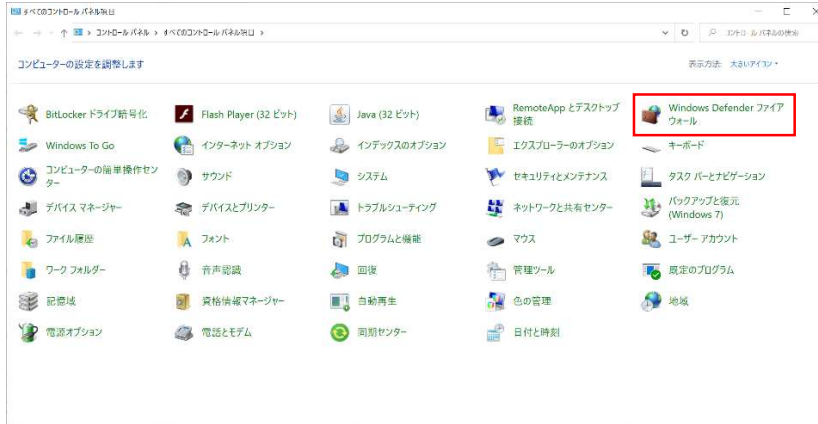 すべてのコントロール パネル項目
コントロール パネル › すべてのコントロール パネル項目 ›
コントロール パネルの検索
コンピューターの設定を調整します
表示方法: 大きいアイコン
BitLocker ドライブ暗号化
Flash Player (32 ビット)
Java (32 ビット)
RemoteApp とデスクトップ
接続
Windows Defender ファイア
ウォール
Windows To Go
インターネット オプション
インデックスのオプション
エクスプローラーのオプション
キーボード
コンピューターの簡単操作セン
ター
サウンド
システム
セキュリティとメンテナンス
タスク バーとナビゲーション
デバイス マネージャー
デバイスとプリンター
トラブルシューティング
ネットワークと共有センター
バックアップと復元
(Windows 7)
ファイル履歴
フォント
プログラムと機能
マウス
ユーザー アカウント
ワーク フォルダー
音声認識
回復
管理ツール
既定のプログラム
記憶域
資格情報マネージャー
自動再生
色の管理
地域
電源オプション
電話とモデム
同期センター
日付と時刻